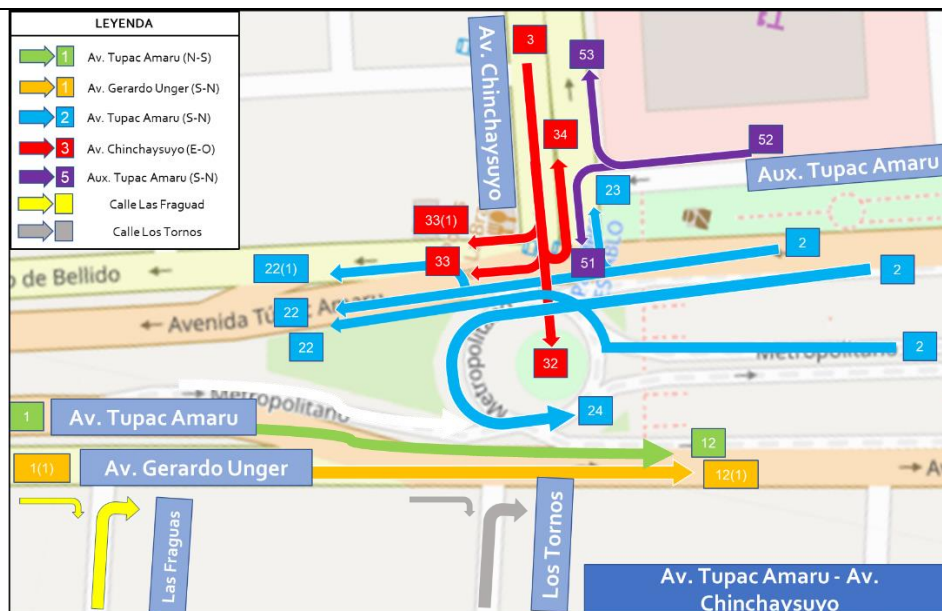 LEYENDA
1 Av. Tupac Amaru (N-S)
1 Av. Gerardo Unger (S-N)
2 Av. Tupac Amaru (S-N)
3 Av. Chinchaysuyo (E-O)
5 Aux. Tupac Amaru (S-N)
Calle Las Fraguad
Calle Los Tornos
Av. Chinchaysuyo
3
53
34
52
Aux. Tupac Amaru
23
33(1)
33
51
2
22(1)
o de Bellido
2
22
Avenida Túpac Amaru
22
2
Metropolitano
Metropolitano
32
Metropolitano
24
1
Av. Tupac Amaru
12
1(1)
Av. Gerardo Unger
12(1)
Las Fraguas
Los Tornos
Av. Tupac Amaru - Av.
Chinchaysuyo